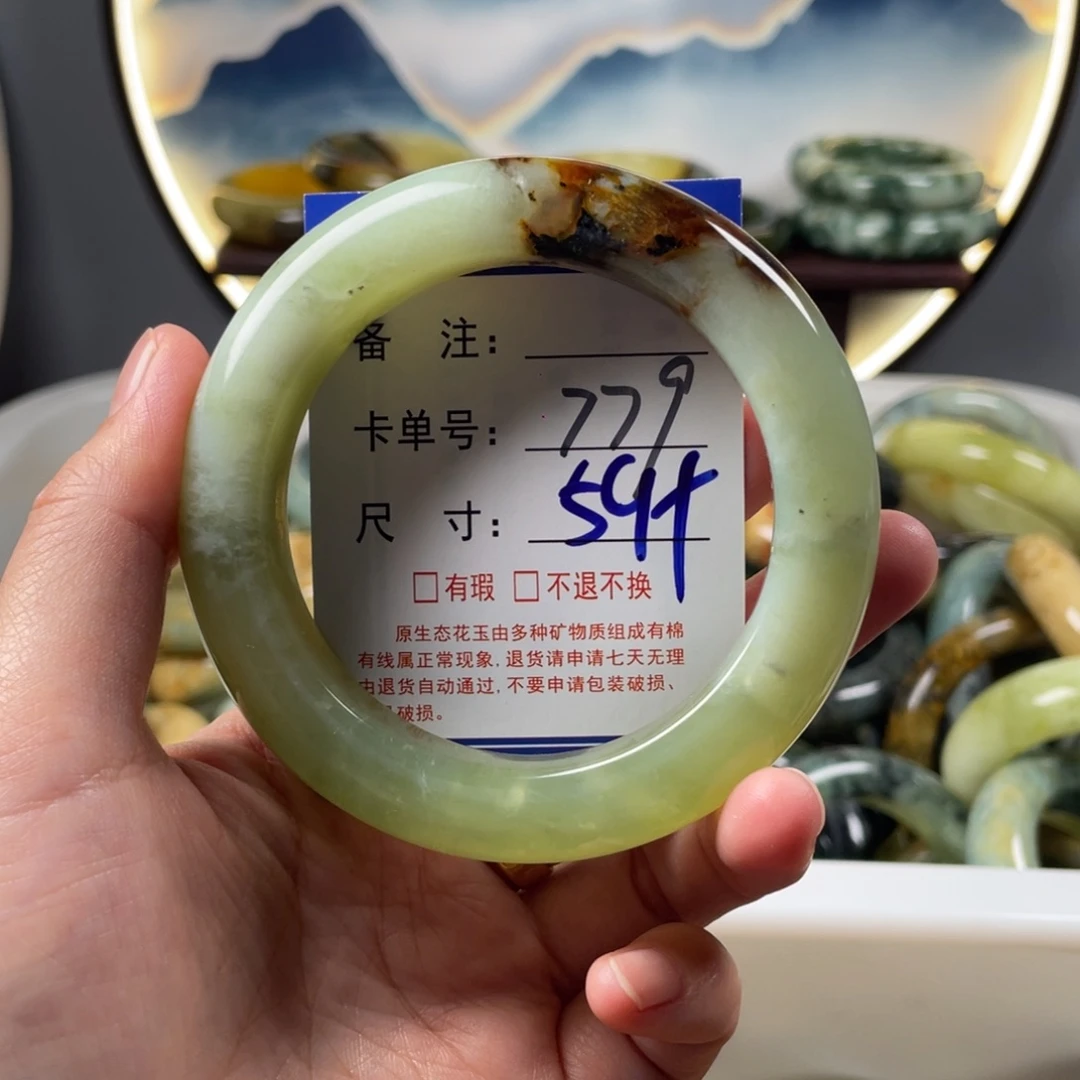 备 注：
卡单号：779
尺 寸：54
□有瑕 □不退不换
原生态花玉由多种矿物质组成有棉
有线属正常现象，退货请申请七天无理
由退货自动通过，不要申请包装破损、
破损。